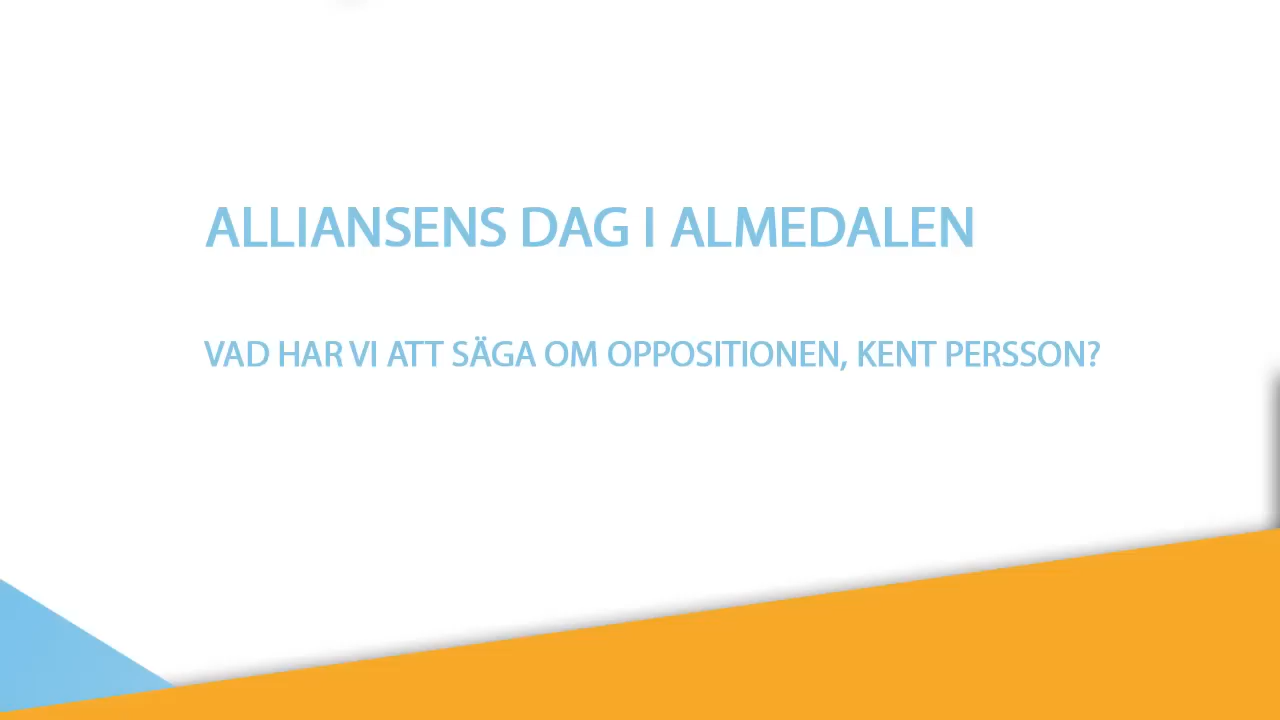 ALLIANSENS DAG I ALMEDALEN
VAD HAR VI ATT SÄGA OM OPPOSITIONEN, KENT PERSSON?